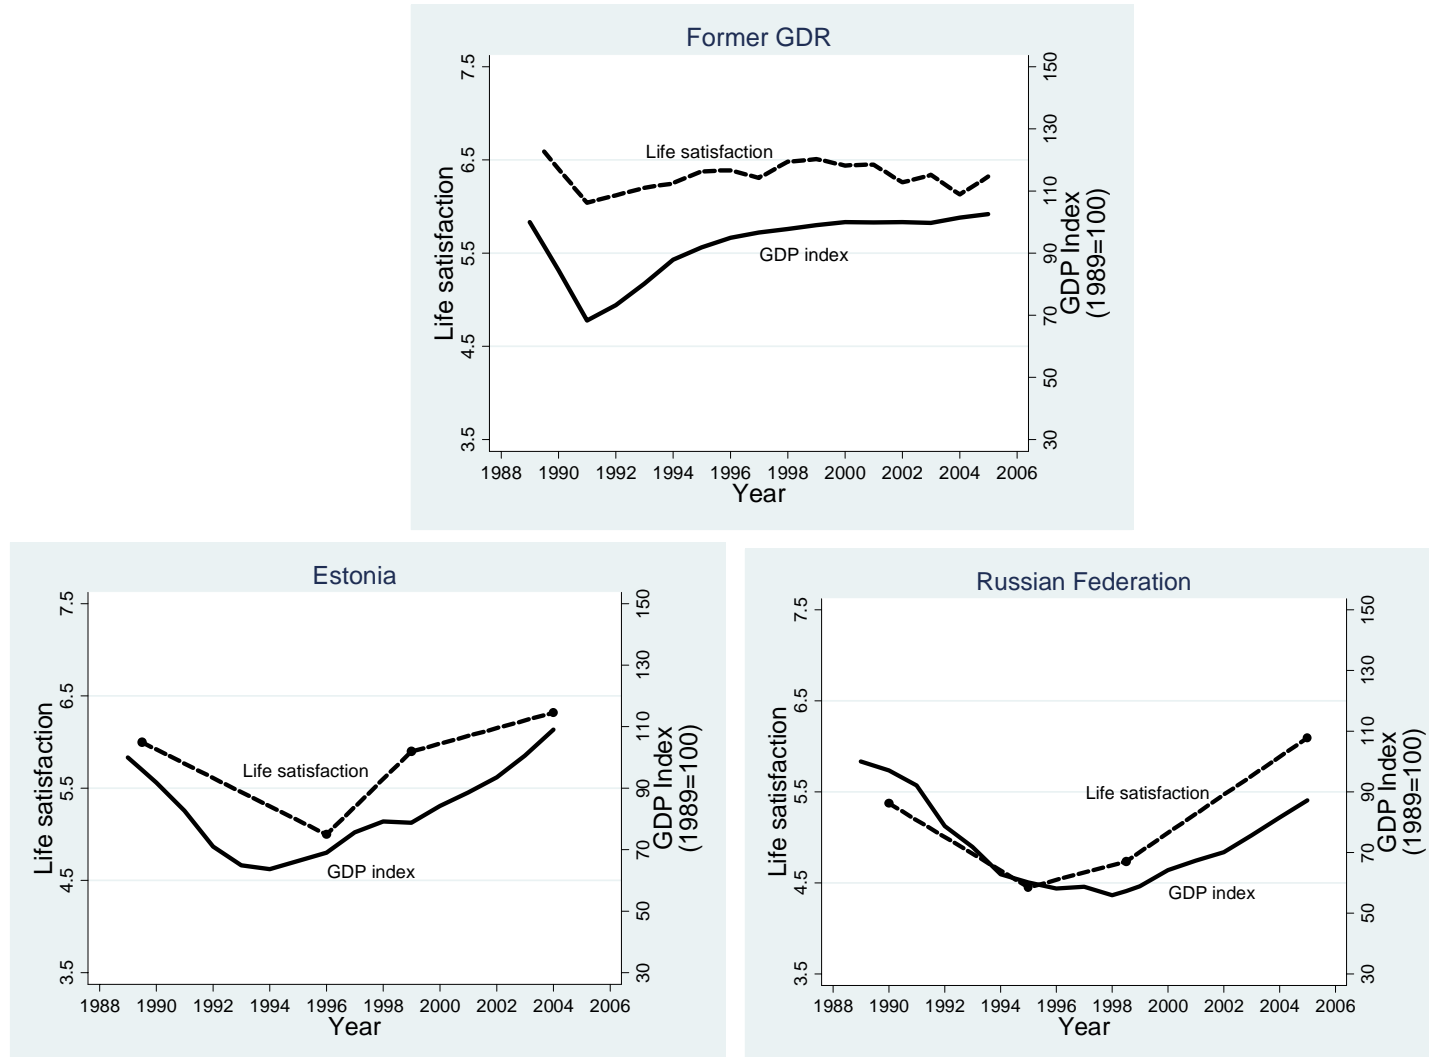 Former GDR
7.5
6.5
5.5
4.5
3.5
Life satisfaction
Life satisfaction
GDP index
150
130
110
90
70
50
30
GDP Index
(1989=100)
1988 1990 1992 1994 1996 1998 2000 2002 2004 2006
Year
Estonia
7.5
6.5
5.5
4.5
3.5
Life satisfaction
Life satisfaction
GDP index
150
130
110
90
70
50
30
GDP Index
(1989=100)
1988 1990 1992 1994 1996 1998 2000 2002 2004 2006
Year
Russian Federation
7.5
6.5
5.5
4.5
3.5
Life satisfaction
Life satisfaction
GDP index
150
130
110
90
70
50
30
GDP Index
(1989=100)
1988 1990 1992 1994 1996 1998 2000 2002 2004 2006
Year